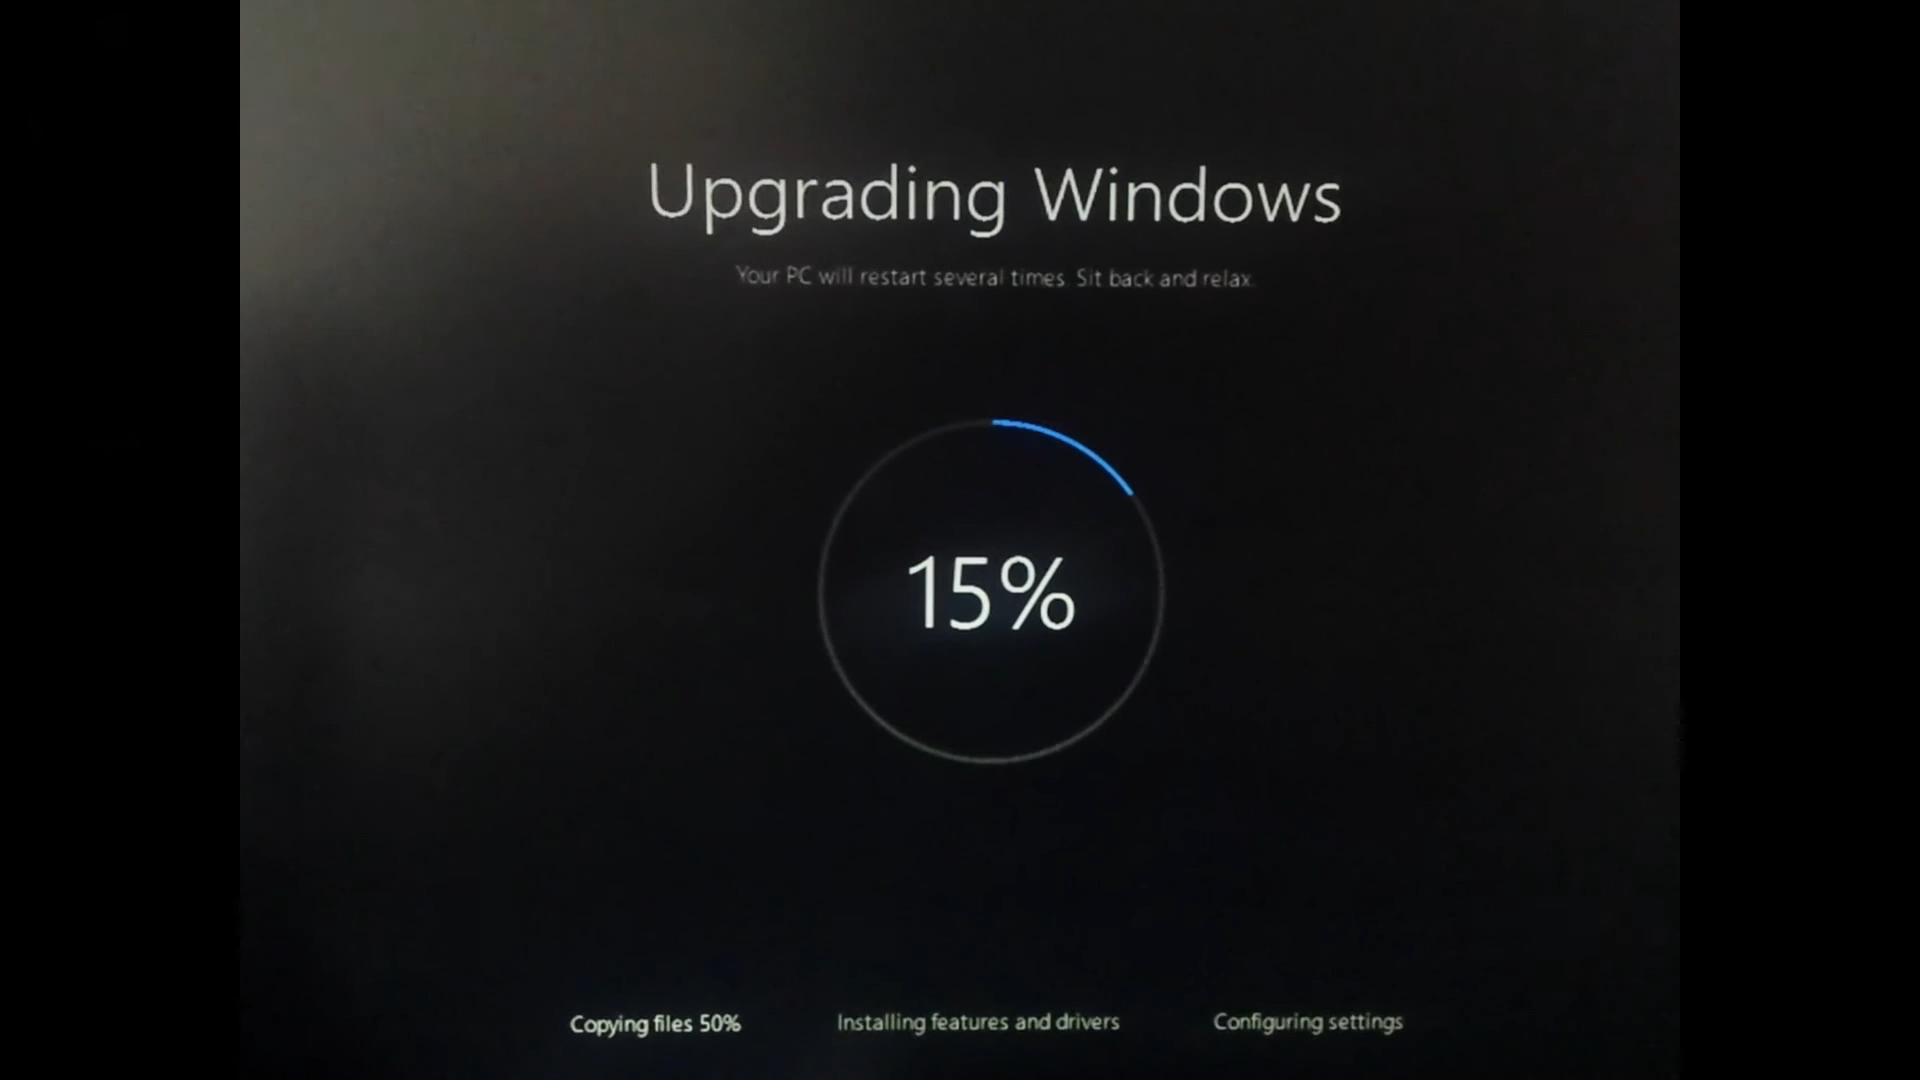 Upgrading Windows
Your PC will restart several times. Sit back and relax.
15%
Copying files 50%
Installing features and drivers
Configuring settings